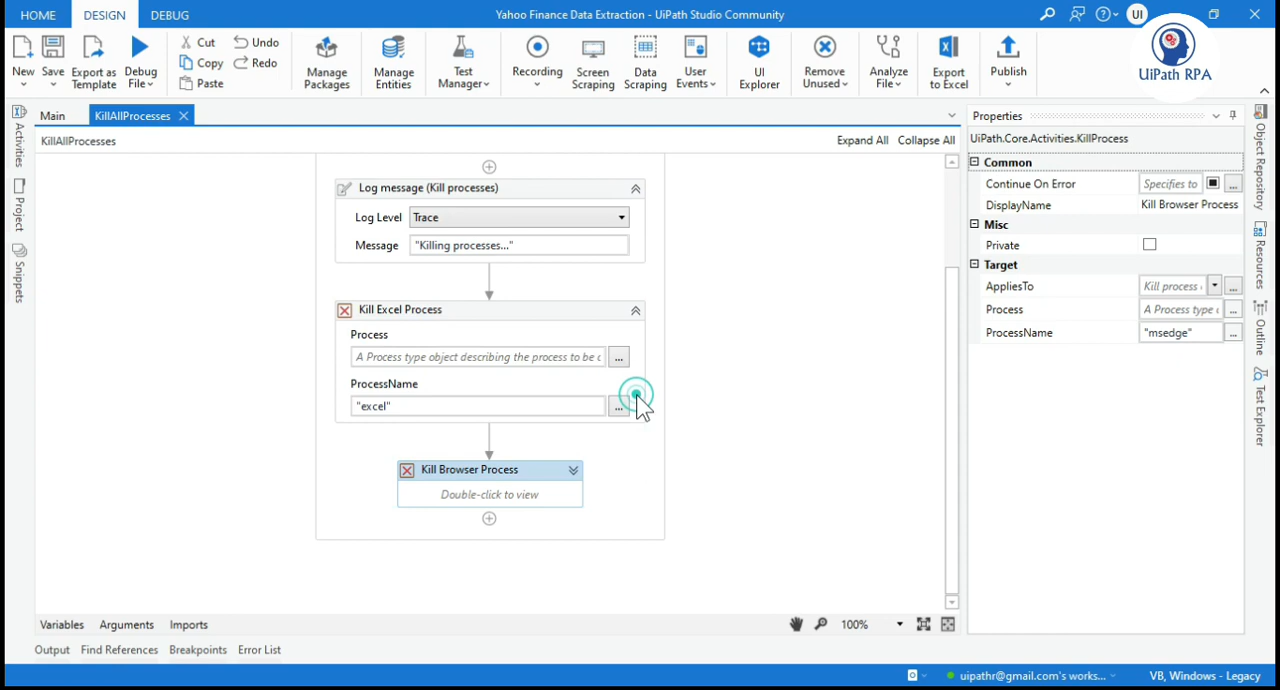 HOME DESIGN DEBUG Yahoo Finance Data Extraction - UiPath Studio Community UI
Cut Undo
Copy Redo
Paste
New Save Export as Template Debug File Manage Packages Manage Entities Test Manager Recording Screen Scraping Data Scraping User Events UI Explorer Remove Unused Analyze File Export to Excel Publish
UiPath RPA
Main KillAllProcesses
KillAllProcesses Expand All Collapse All
Activities
Project
Snippets
Log message (Kill processes)
Log Level Trace
Message "Killing processes..."
Kill Excel Process
Process
A Process type object describing the process to be c
...
ProcessName
"excel"
...
Kill Browser Process
Double-click to view
Properties
UiPath.Core.Activities.KillProcess
Common
Continue On Error Specifies to ...
DisplayName Kill Browser Process
Misc
Private
Target
AppliesTo Kill process ...
Process A Process type ...
ProcessName "msedge" ...
Object Repository
Resources
Outline
Test Explorer
Variables Arguments Imports 100%
Output Find References Breakpoints Error List
uipathr@gmail.com's works... VB, Windows - Legacy